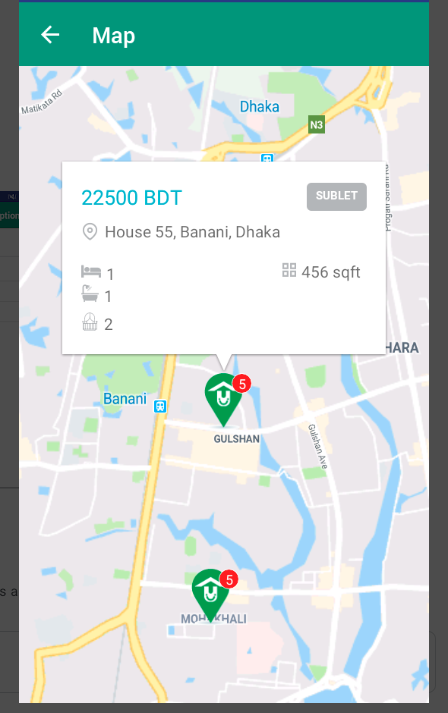 Map
Matikata Rd
Dhaka
N3
22500 BDT
SUBLET
House 55, Banani, Dhaka
1
456 sqft
1
2
HARA
Banani
5
GULSHAN
Gulshan Ave
5
MOHAKHALI
ption
s a